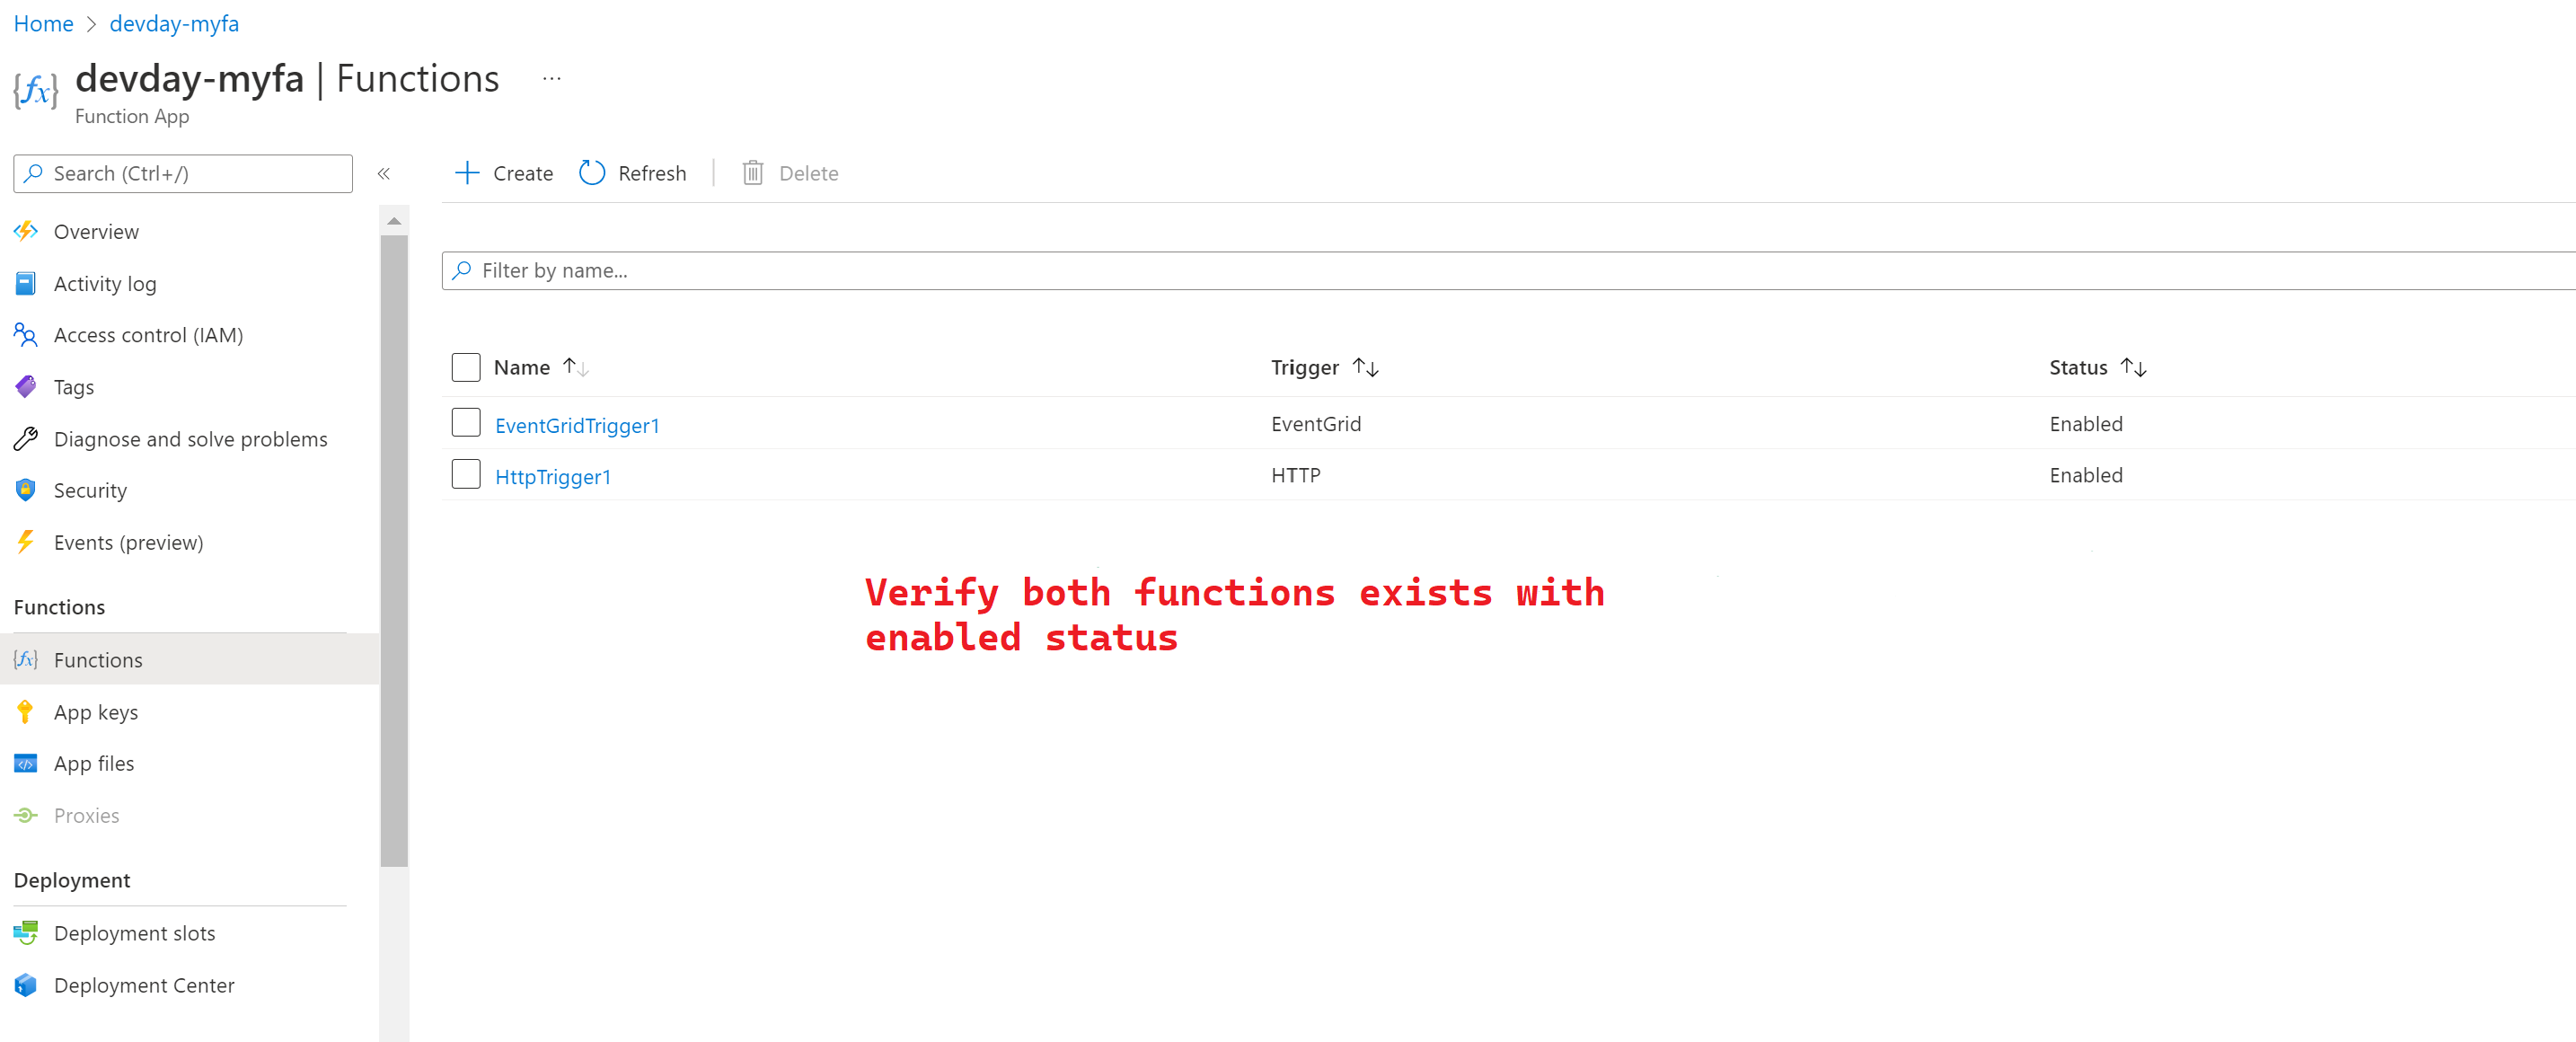 Home > devday-myfa
devday-myfa | Functions ...
Function App
Search (Ctrl+/) «
Overview
Activity log
Access control (IAM)
Tags
Diagnose and solve problems
Security
Events (preview)
Functions
Functions
App keys
App files
Proxies
Deployment
Deployment slots
Deployment Center
Create Refresh Delete
Filter by name...
Name ↑↓ Trigger ↑↓ Status ↑↓
EventGridTrigger1 EventGrid Enabled
HttpTrigger1 HTTP Enabled
Verify both functions exists with
enabled status